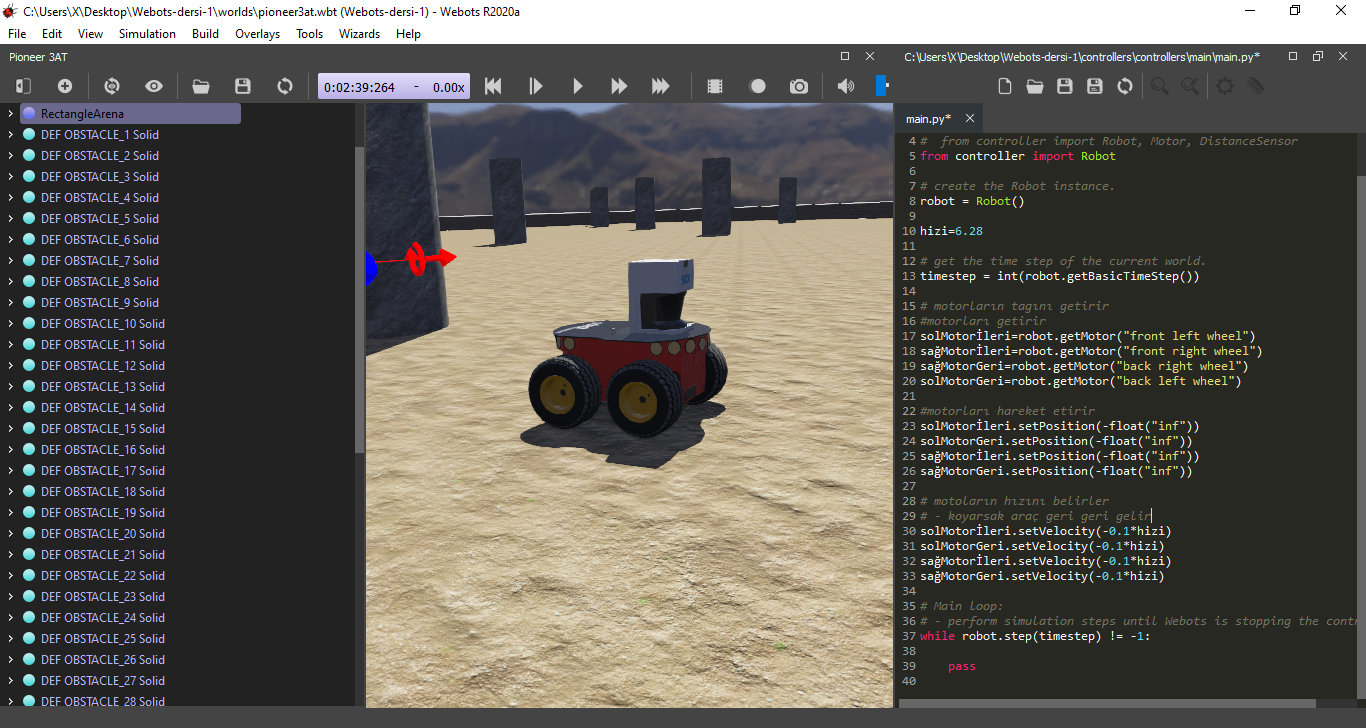 C:\Users\X\Desktop\Webots-dersi-1\worlds\pioneer3at.wbt (Webots-dersi-1) - Webots R2020a
File Edit View Simulation Build Overlays Tools Wizards Help
Pioneer 3AT
0:02:39:264 - 0.00x
RectangleArena
DEF OBSTACLE_1 Solid
DEF OBSTACLE_2 Solid
DEF OBSTACLE_3 Solid
DEF OBSTACLE_4 Solid
DEF OBSTACLE_5 Solid
DEF OBSTACLE_6 Solid
DEF OBSTACLE_7 Solid
DEF OBSTACLE_8 Solid
DEF OBSTACLE_9 Solid
DEF OBSTACLE_10 Solid
DEF OBSTACLE_11 Solid
DEF OBSTACLE_12 Solid
DEF OBSTACLE_13 Solid
DEF OBSTACLE_14 Solid
DEF OBSTACLE_15 Solid
DEF OBSTACLE_16 Solid
DEF OBSTACLE_17 Solid
DEF OBSTACLE_18 Solid
DEF OBSTACLE_19 Solid
DEF OBSTACLE_20 Solid
DEF OBSTACLE_21 Solid
DEF OBSTACLE_22 Solid
DEF OBSTACLE_23 Solid
DEF OBSTACLE_24 Solid
DEF OBSTACLE_25 Solid
DEF OBSTACLE_26 Solid
DEF OBSTACLE_27 Solid
DEF OBSTACLE_28 Solid
C:\Users\X\Desktop\Webots-dersi-1\controllers\controllers\main\main.py*
main.py*
4 #  from controller import Robot, Motor, DistanceSensor
5 from controller import Robot
6
7 # create the Robot instance.
8 robot = Robot()
9
10 hizi=6.28
11
12 # get the time step of the current world.
13 timestep = int(robot.getBasicTimeStep())
14
15 # motorların tagını getirir
16 #motorları getirir
17 solMotorİleri=robot.getMotor("front left wheel")
18 sağMotorİleri=robot.getMotor("front right wheel")
19 sağMotorGeri=robot.getMotor("back right wheel")
20 solMotorGeri=robot.getMotor("back left wheel")
21
22 #motorları hareket etirir
23 solMotorİleri.setPosition(-float("inf"))
24 solMotorGeri.setPosition(-float("inf"))
25 sağMotorİleri.setPosition(-float("inf"))
26 sağMotorGeri.setPosition(-float("inf"))
27
28 # motoların hızını belirler
29 # - koyarsak araç geri geri gelir
30 solMotorİleri.setVelocity(-0.1*hizi)
31 solMotorGeri.setVelocity(-0.1*hizi)
32 sağMotorİleri.setVelocity(-0.1*hizi)
33 sağMotorGeri.setVelocity(-0.1*hizi)
34
35 # Main loop:
36 # - perform simulation steps until Webots is stopping the cont
37 while robot.step(timestep) != -1:
38
39     pass
40